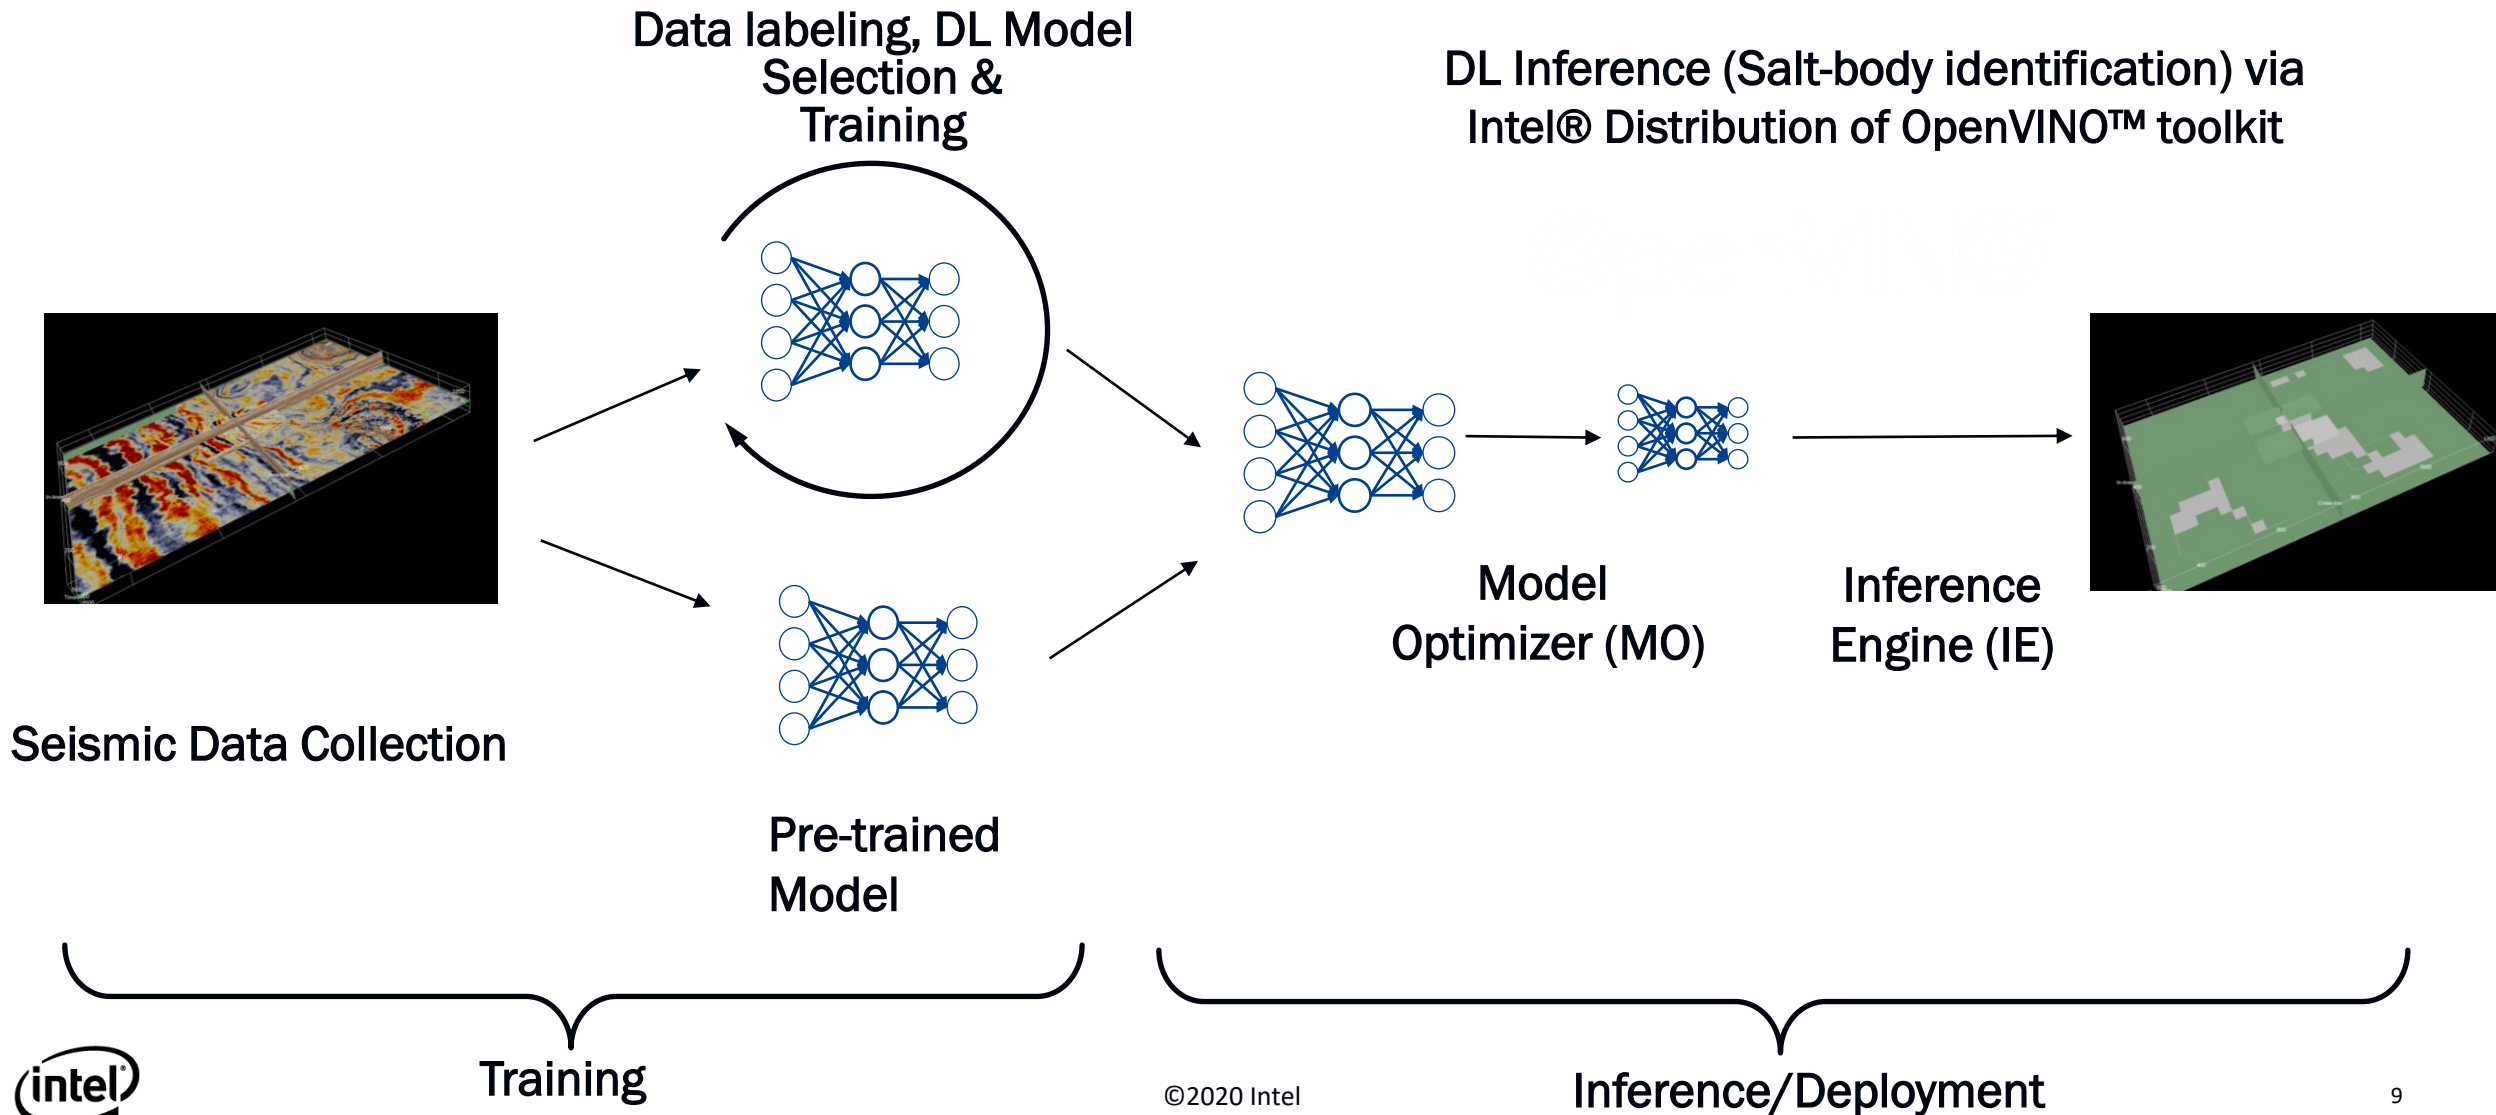 Data labeling, DL Model
Selection &
Training
DL Inference (Salt-body identification) via
Intel® Distribution of OpenVINO™ toolkit
Seismic Data Collection
Pre-trained
Model
Model
Optimizer (MO)
Inference
Engine (IE)
Training
Inference/Deployment
intel®
©2020 Intel
9